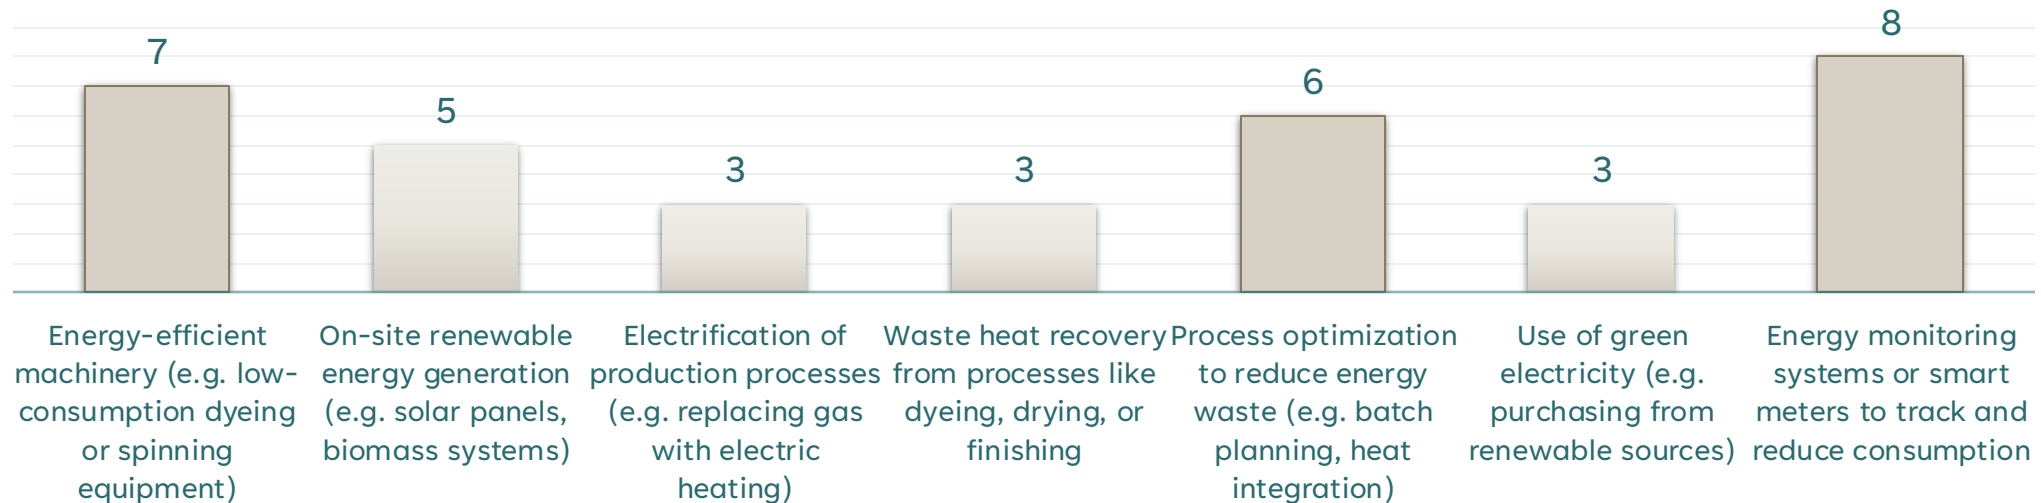 7
5
3
3
6
3
8
Energy-efficient
machinery (e.g. low-
consumption dyeing
or spinning
equipment)
On-site renewable
energy generation
(e.g. solar panels,
biomass systems)
Electrification of
production processes
(e.g. replacing gas
with electric
heating)
Waste heat recovery
from processes like
dyeing, drying, or
finishing
Process optimization
to reduce energy
waste (e.g. batch
planning, heat
integration)
Use of green
electricity (e.g.
purchasing from
renewable sources)
Energy monitoring
systems or smart
meters to track and
reduce consumption